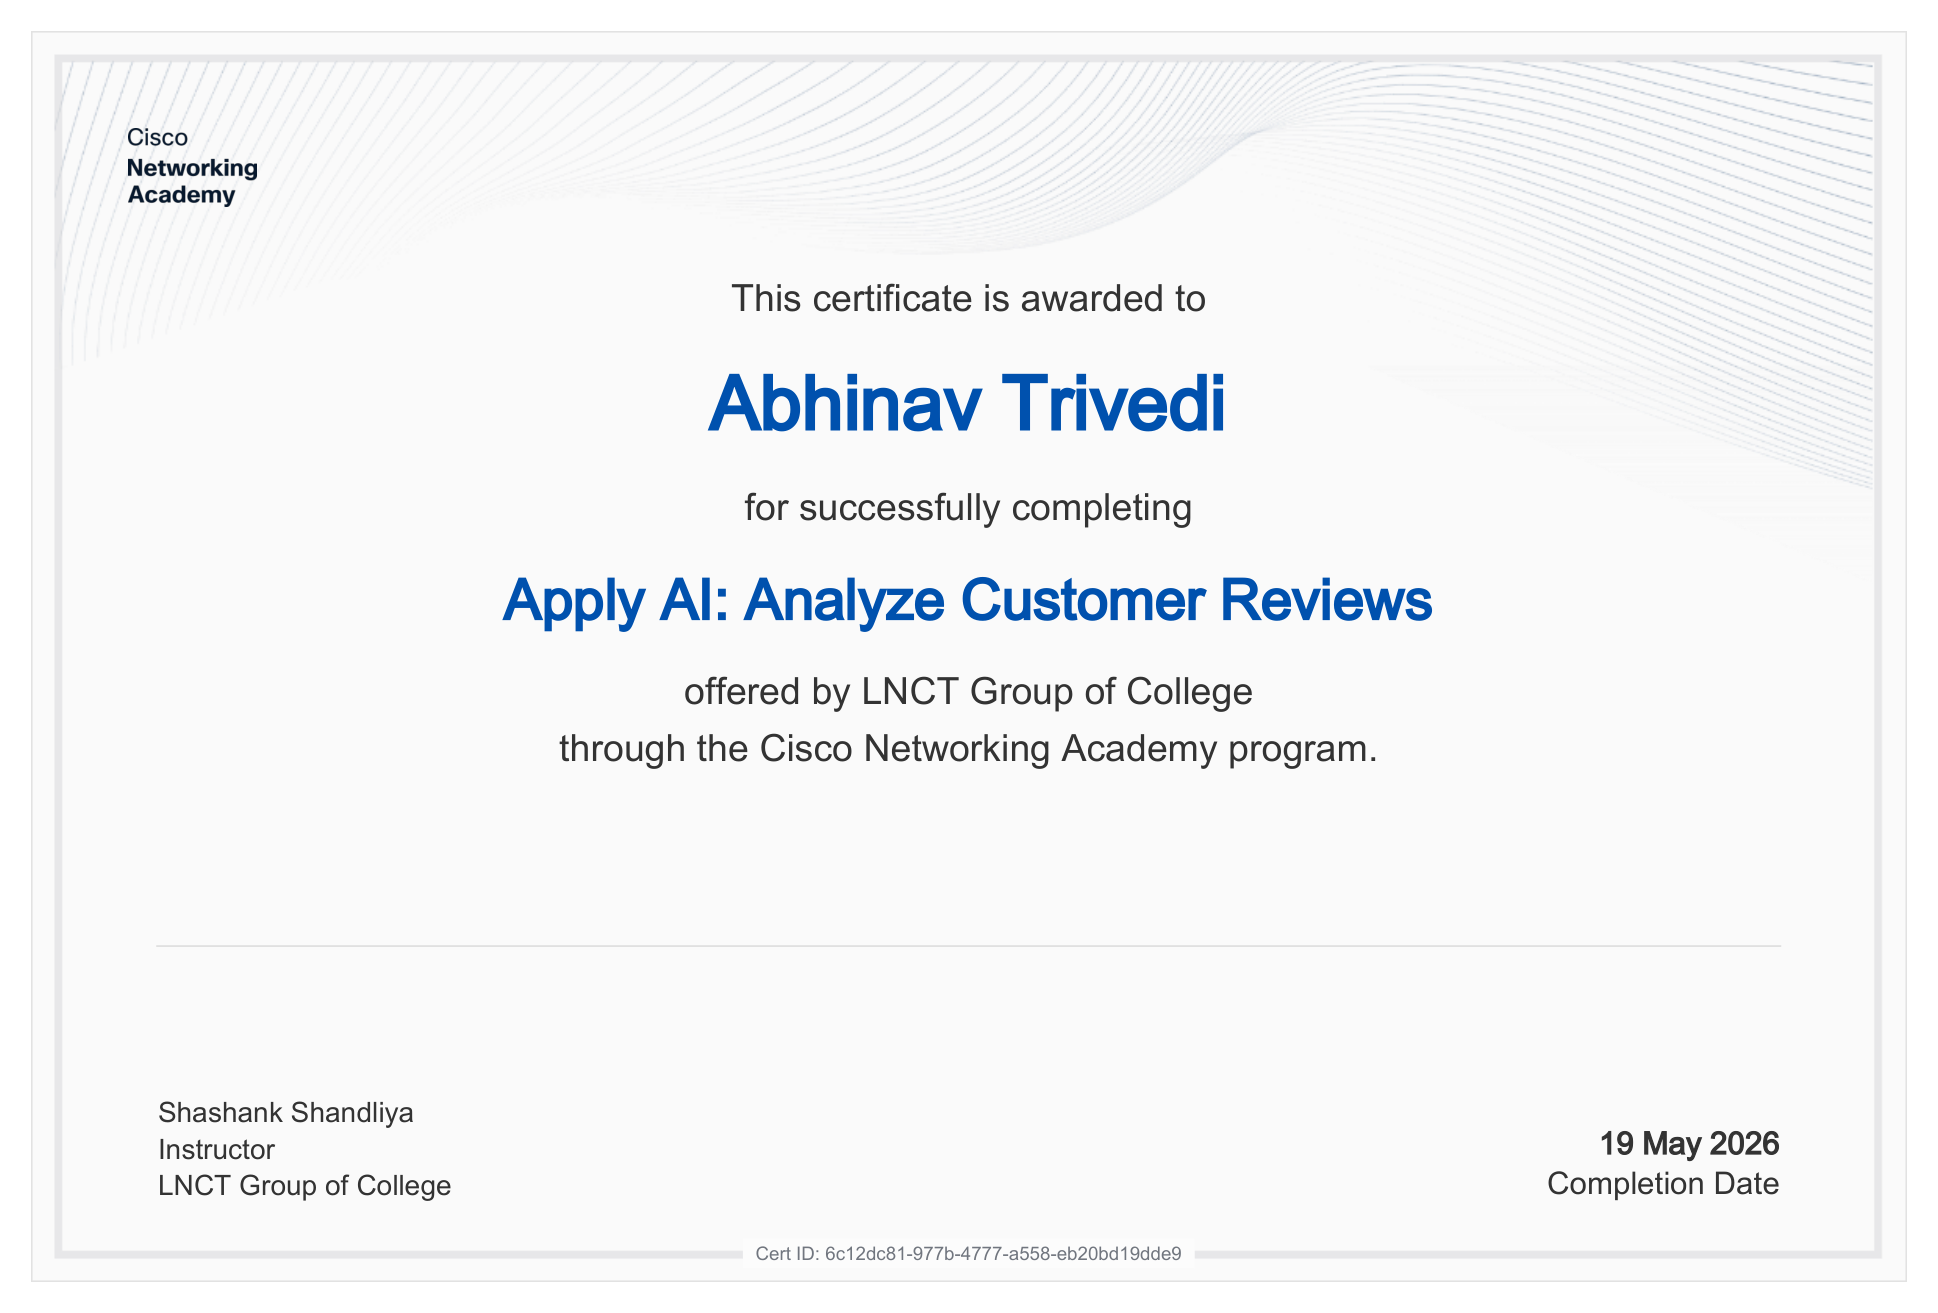 Cisco
Networking
Academy
This certificate is awarded to
Abhinav Trivedi
for successfully completing
Apply AI: Analyze Customer Reviews
offered by LNCT Group of College
through the Cisco Networking Academy program.
Shashank Shandliya
Instructor
LNCT Group of College
19 May 2026
Completion Date
Cert ID: 6c12dc81-977b-4777-a558-eb20bd19dde9